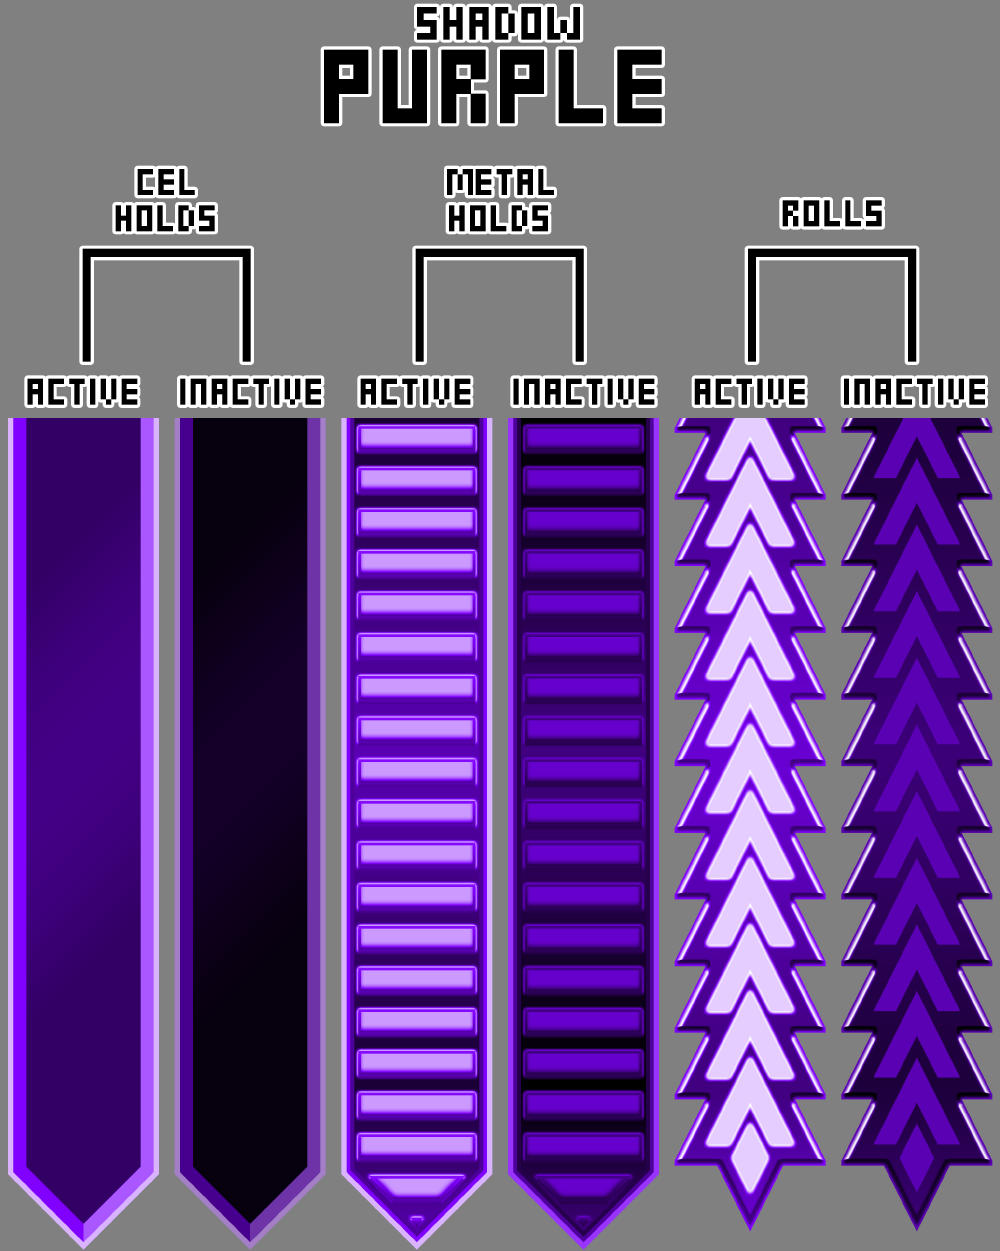 SHADOW
PURPLE
CEL
HOLDS
METAL
HOLDS
ROLLS
ACTIVE INACTIVE ACTIVE INACTIVE ACTIVE INACTIVE